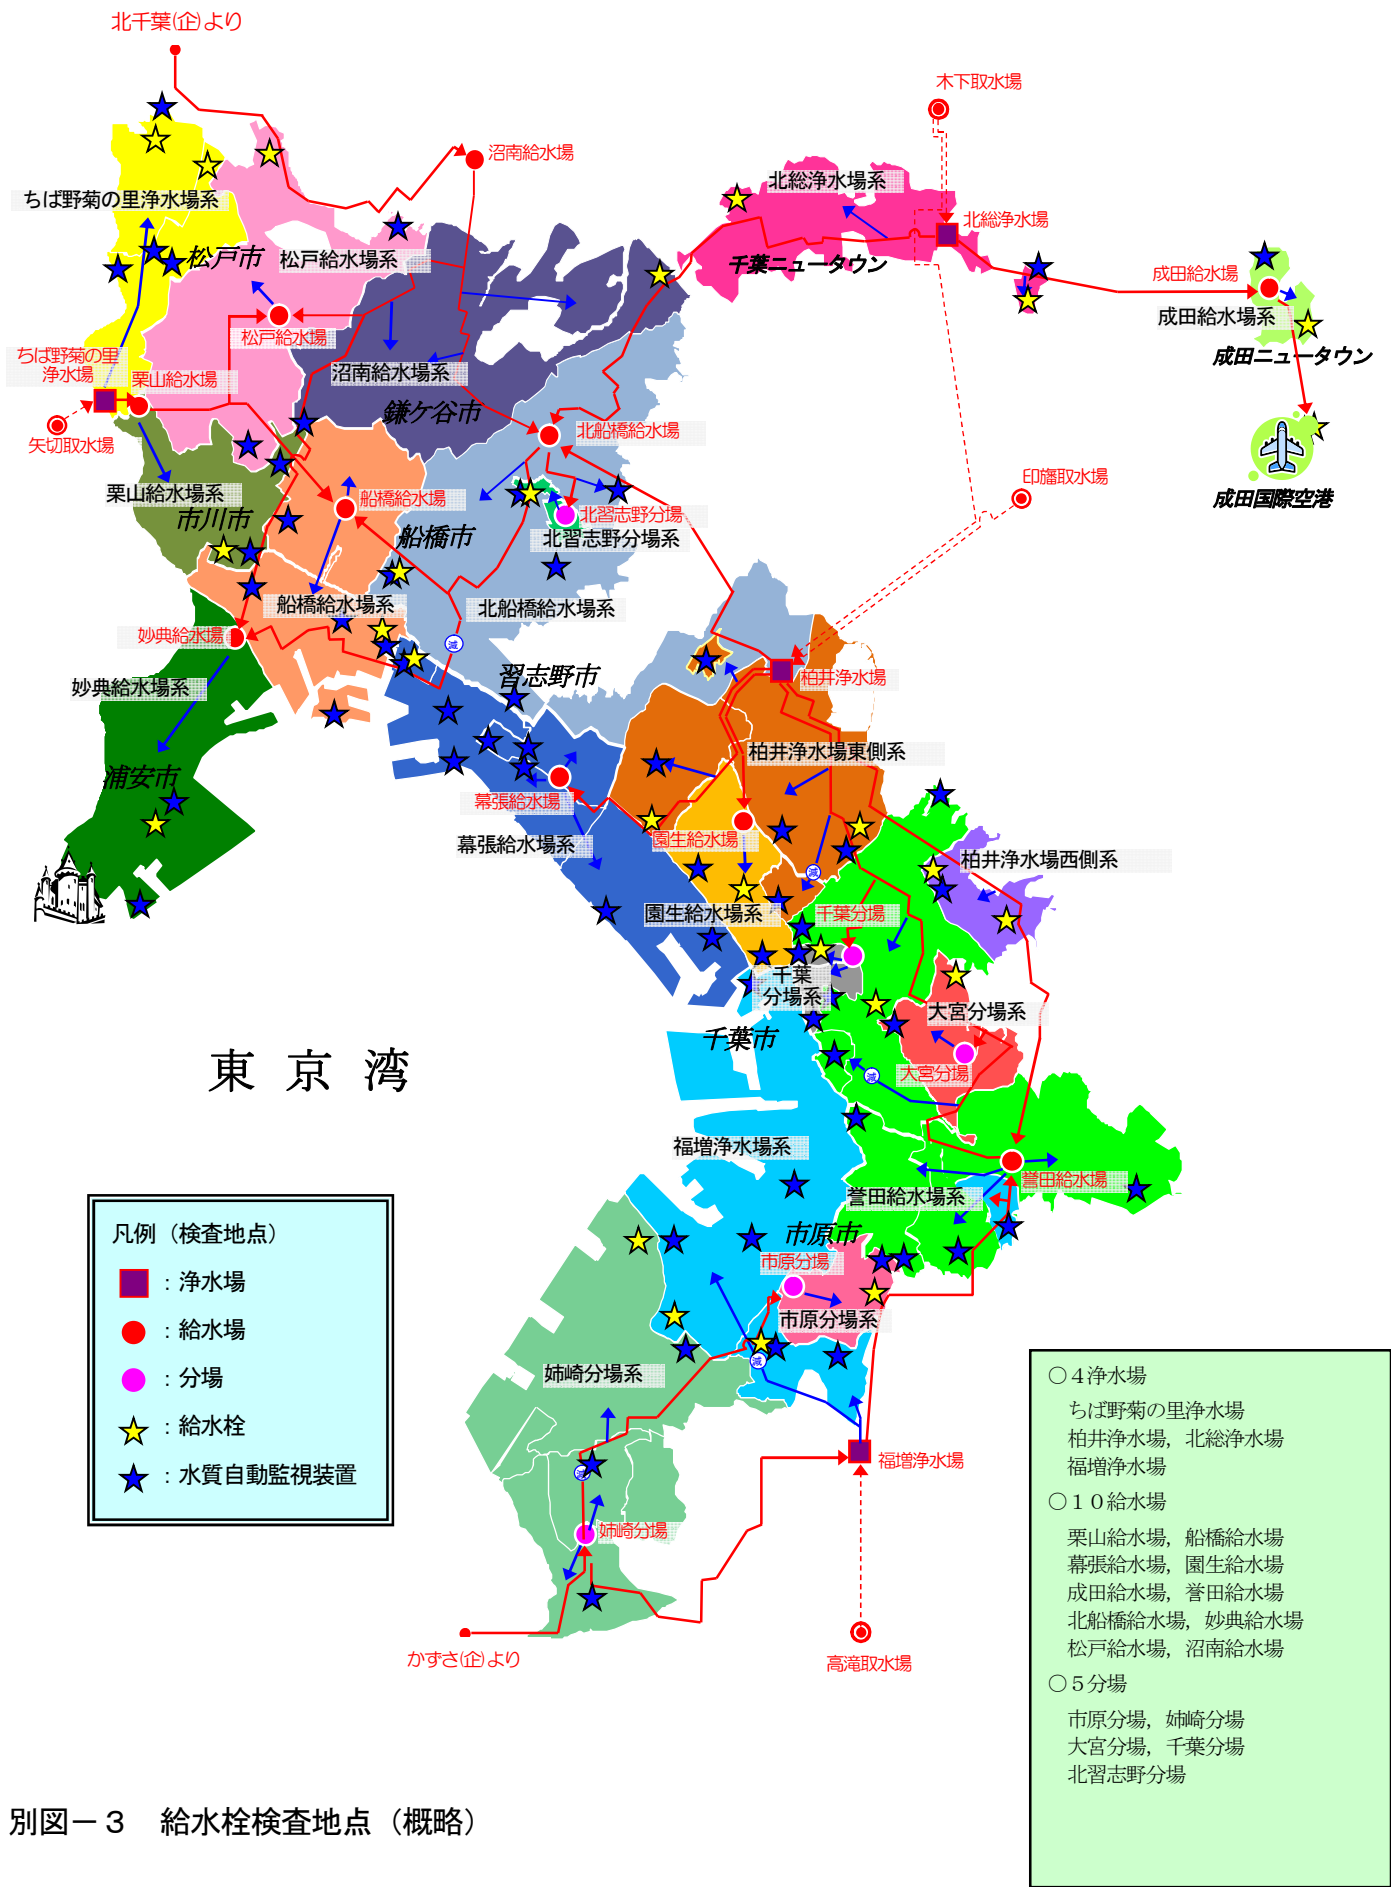 北千葉(企)より
木下取水場
沼南給水場
北総浄水場系
ちば野菊の里浄水場系
北総浄水場
松戸市
松戸給水場系
千葉ニュータウン
成田給水場
成田給水場系
松戸給水場
成田ニュータウン
ちば野菊の里
浄水場
栗山給水場
沼南給水場系
鎌ケ谷市
矢切取水場
北船橋給水場
印旛取水場
栗山給水場系
船橋給水場
成田国際空港
市川市
北習志野分場
船橋市
北習志野分場系
船橋給水場系
北船橋給水場系
妙典給水場
減
習志野市
柏井浄水場
妙典給水場系
柏井浄水場東側系
浦安市
幕張給水場
幕張給水場系
園生給水場
柏井浄水場西側系
減
園生給水場系
千葉分場
千葉
分場系
大宮分場系
千葉市
東京湾
大宮分場
減
福増浄水場系
誉田給水場
誉田給水場系
市原市
市原分場
市原分場系
減
姉崎分場系
福増浄水場
減
姉崎分場
かずさ(企)より
高滝取水場
凡例（検査地点）
：浄水場
：給水場
：分場
：給水栓
：水質自動監視装置
○４浄水場
ちば野菊の里浄水場
柏井浄水場，北総浄水場
福増浄水場
○１０給水場
栗山給水場，船橋給水場
幕張給水場，園生給水場
成田給水場，誉田給水場
北船橋給水場，妙典給水場
松戸給水場，沼南給水場
○５分場
市原分場，姉崎分場
大宮分場，千葉分場
北習志野分場
別図－３　給水栓検査地点（概略）